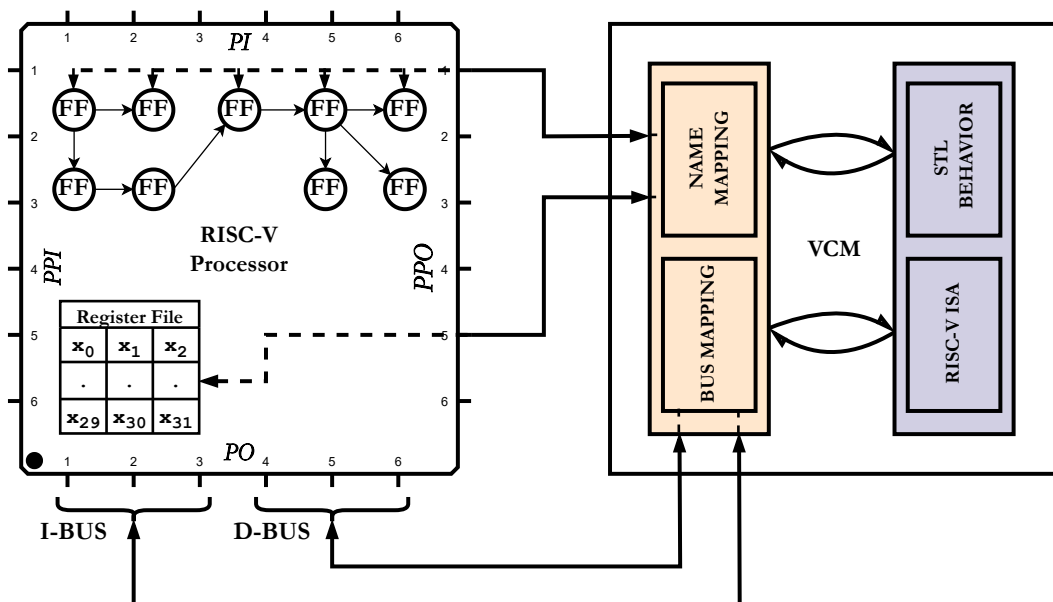 1 2 3 4 5 6
PI
1 1
FF FF FF FF FF
2 2
FF FF FF FF
3 3
RISC-V
Processor
PPI
PPO
4 4
Register File
x0 x1 x2
. . .
x29 x30 x31
5 5
6 6
PO
1 2 3 4 5 6
I-BUS D-BUS
NAME
MAPPING
BUS MAPPING
VCM
STL
BEHAVIOR
RISC-V ISA